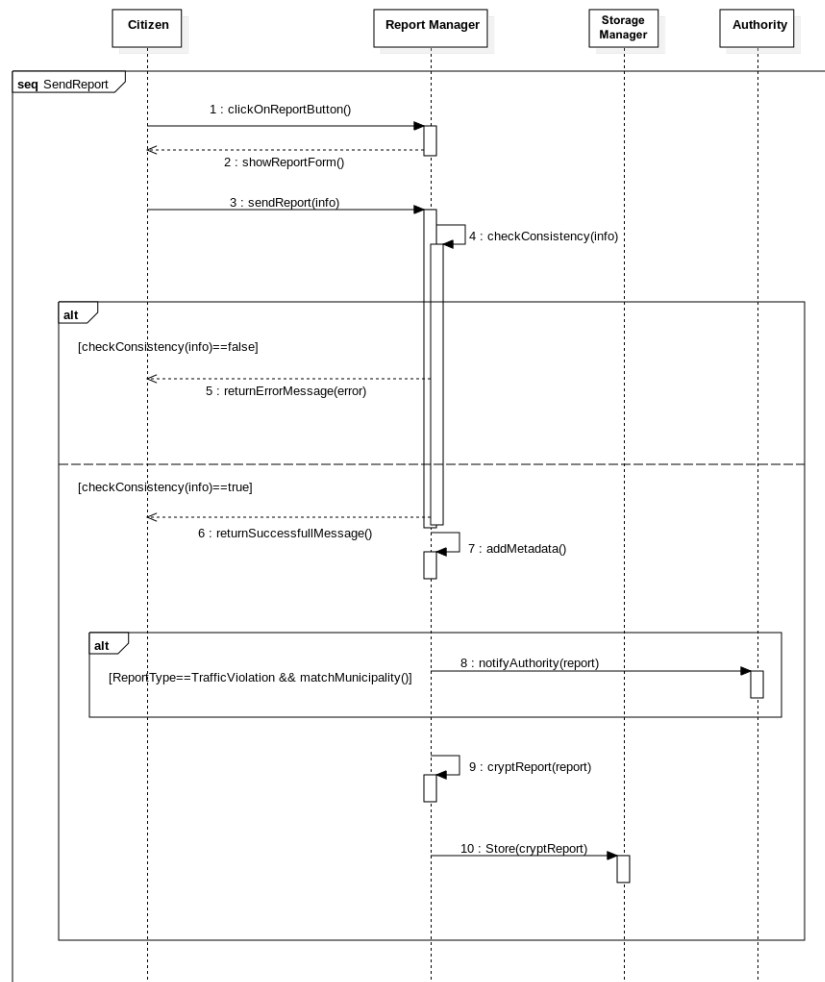 Citizen
Report Manager
Storage
Manager
Authority
seq SendReport
1 : clickOnReportButton()
2 : showReportForm()
3 : sendReport(info)
4 : checkConsistency(info)
alt
[checkConsistency(info)==false]
5 : returnErrorMessage(error)
[checkConsistency(info)==true]
6 : returnSuccessfullMessage()
7 : addMetadata()
alt
8 : notifyAuthority(report)
[ReportType==TrafficViolation && matchMunicipality()]
9 : cryptReport(report)
10 : Store(cryptReport)